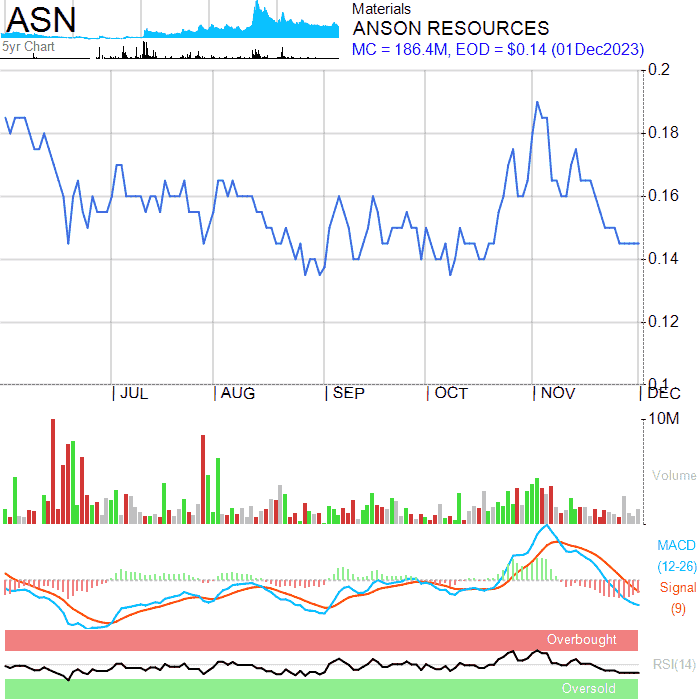 ASN
5yr Chart
Materials
ANSON RESOURCES
MC = 186.4M, EOD = $0.14 (01Dec2023)
0.2
0.18
0.16
0.14
0.12
0.1
JUL AUG SEP OCT NOV DEC
10M
Volume
MACD
(12-26)
Signal
(9)
Overbought
RSI(14)
Oversold